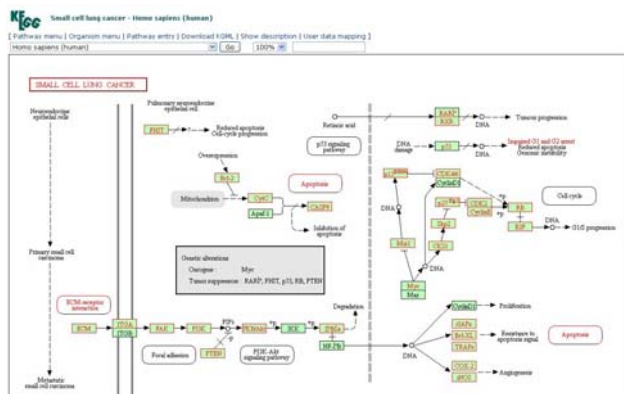 KEGG
Small cell lung cancer - Homo sapiens (human)
[ Pathway menu | Organism menu | Pathway entry | Download KGML | Show description | User data mapping ]
Homo sapiens (human)
Go
100%
SMALL CELL LUNG CANCER
Neuroendocrine
epithelial cells
Pulmonary neuroendocrine
epithelial cell
FHIT
Reduced apoptosis
Cell-cycle progression
Retinoic acid
RARβ
RXR
DNA
Tumour progression
p53 signaling
pathway
DNA
damage
p53
DNA
Impaired G1 and G2 arrest
Reduced apoptosis
Genomic instability
Overexpression
Bcl-2
Mitochondrion
CytC
Apaf-1
CASP9
Apoptosis
Inhibition of
apoptosis
CDK4/6
CyclinD1
DNA
CDK2
CyclinE
Skp2
CKS1
+p
RB
E2F
Cell cycle
DNA
G1/S progression
Miz1
Myc
Max
DNA
Genetic alterations
Oncogene : Myc
Tumor suppressor : RARβ, FHIT, p53, RB, PTEN
Primary small cell
carcinoma
ECM-receptor
interaction
ECM
ITGA
ITGB
FAK
PI3K
PIP3
PTEN
PKB/Akt
+p
IKK
+p
IκBα
NF-κB
Degradation
Focal adhesion
PI3K-Akt
signaling pathway
DNA
CyclinD1
Proliferation
cIAPs
Bcl-XL
TRAFs
Resistance to
apoptosis signal
Apoptosis
COX-2
iNOS
Angiogenesis
Metastatic
small cell carcinoma